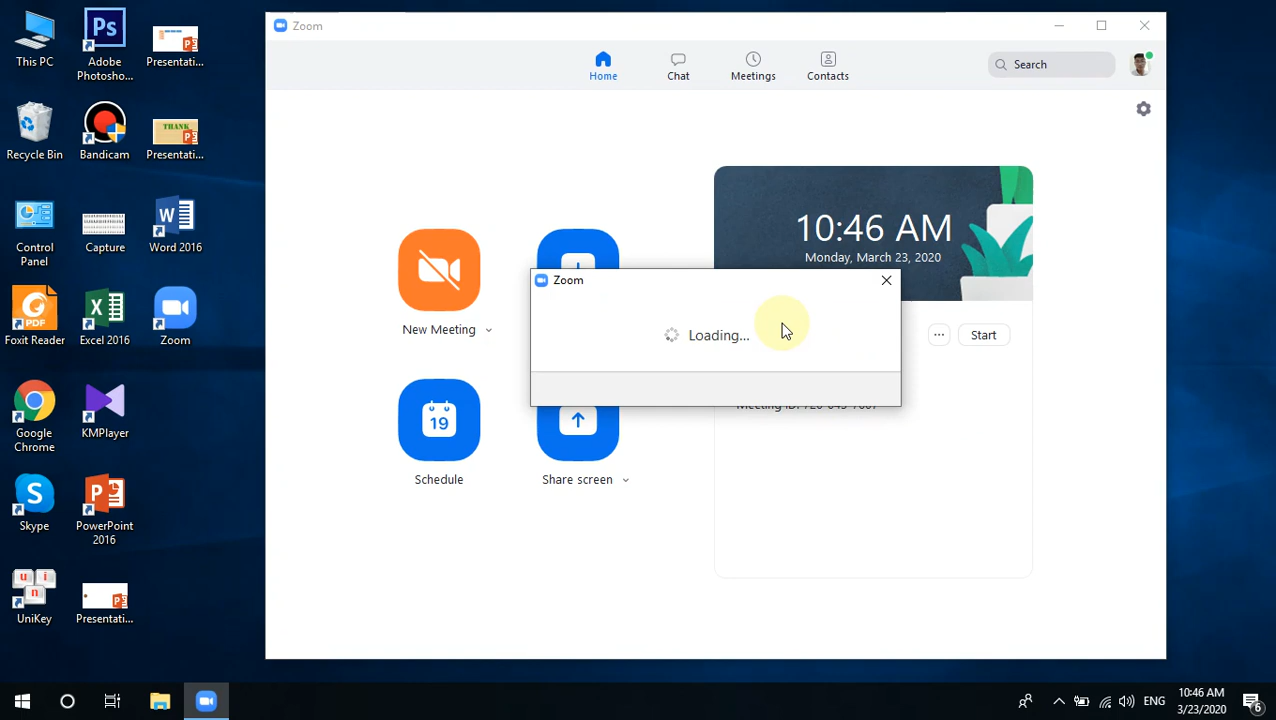 This PC
Ps
Adobe
Photosho...
Presentati...
Recycle Bin
Bandicam
THANK
Presentati...
Control
Panel
Capture
Word 2016
PDF
Foxit Reader
Excel 2016
Zoom
Google
Chrome
KMPlayer
Skype
PowerPoint
2016
u i
n
UniKey
Presentati...
Zoom
Home
Chat
Meetings
Contacts
Search
10:46 AM
Monday, March 23, 2020
New Meeting
Zoom
Loading...
Start
19
Schedule
Share screen
ENG
10:46 AM
3/23/2020
6